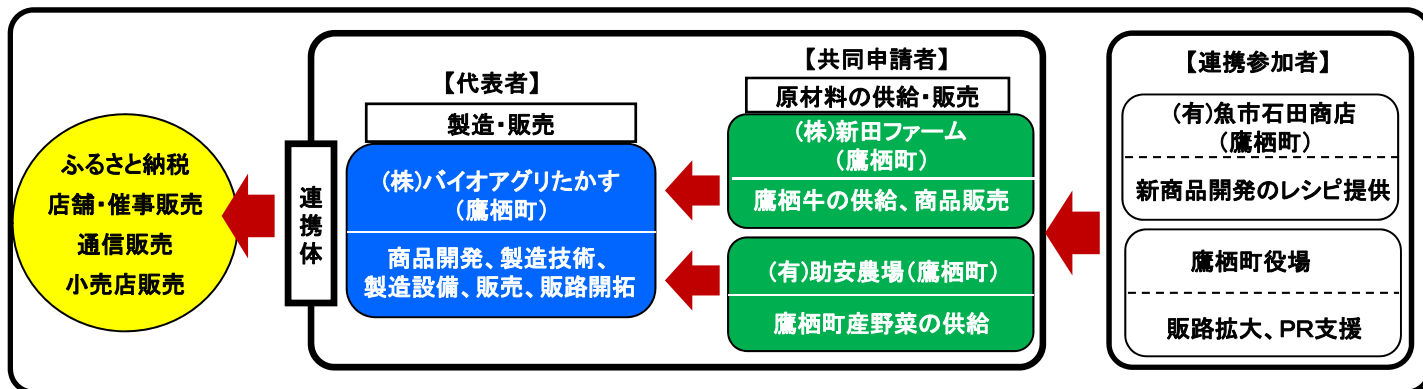 ふるさと納税
店舗・催事販売
通信販売
小売店販売
連携体
【代表者】
製造・販売
(株)バイオアグリたかす
(鷹栖町)
商品開発、製造技術、
製造設備、販売、販路開拓
【共同申請者】
原材料の供給・販売
(株)新田ファーム
(鷹栖町)
鷹栖牛の供給、商品販売
(有)助安農場(鷹栖町)
鷹栖町産野菜の供給
【連携参加者】
(有)魚市石田商店
(鷹栖町)
新商品開発のレシピ提供
鷹栖町役場
販路拡大、PR支援